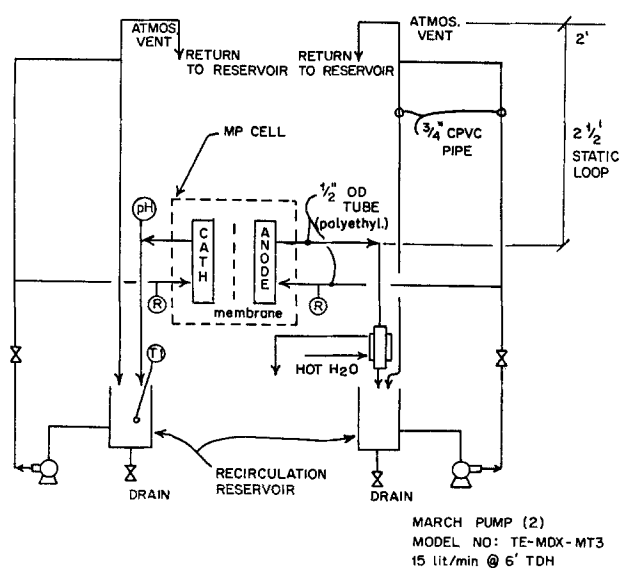 ATMOS.
VENT
RETURN
TO RESERVOIR
RETURN
TO RESERVOIR
ATMOS.
VENT
2'
3/4" CPVC
PIPE
2 1/2'
STATIC
LOOP
MP CELL
1/2" OD
TUBE
(polyethyl.)
pH
CATH
ANODE
membrane
R
R
HOT H2O
TI
RECIRCULATION
RESERVOIR
DRAIN
DRAIN
MARCH PUMP (2)
MODEL NO: TE-MDX-MT3
15 lit/min @ 6' TDH